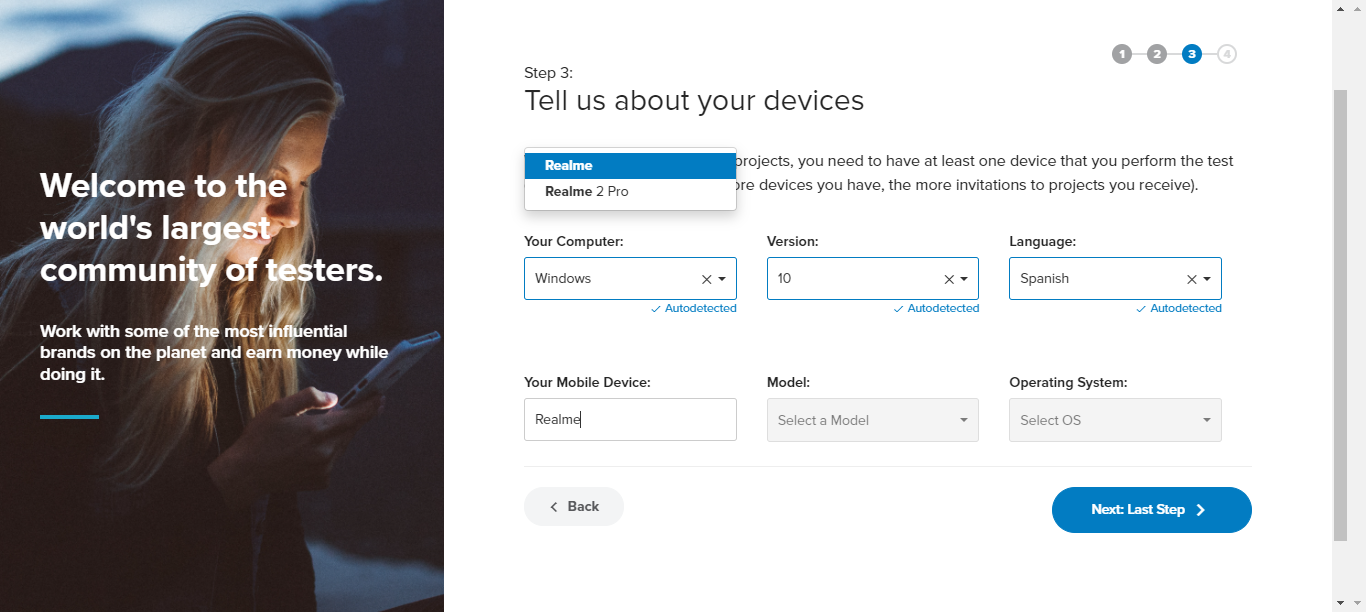 Welcome to the
world's largest
community of testers.
Work with some of the most influential
brands on the planet and earn money while
doing it.
1 2 3 4
Step 3:
Tell us about your devices
projects, you need to have at least one device that you perform the test
ore devices you have, the more invitations to projects you receive).
Realme
Realme 2 Pro
Your Computer: Version: Language:
Windows 10 Spanish
Autodetected Autodetected Autodetected
Your Mobile Device: Model: Operating System:
Realme Select a Model Select OS
Back Next: Last Step